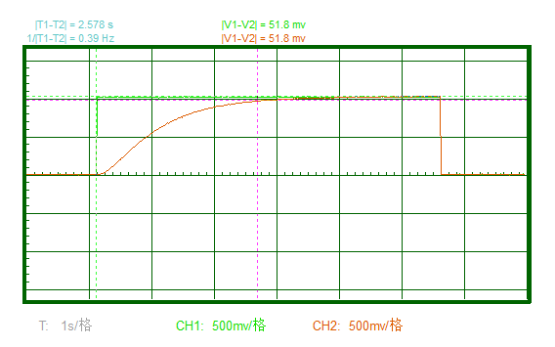 |T1-T2| = 2.578 s |V1-V2| = 51.8 mv
1/|T1-T2| = 0.39 Hz |V1-V2| = 51.8 mv
T: 1s/格 CH1: 500mv/格 CH2: 500mv/格